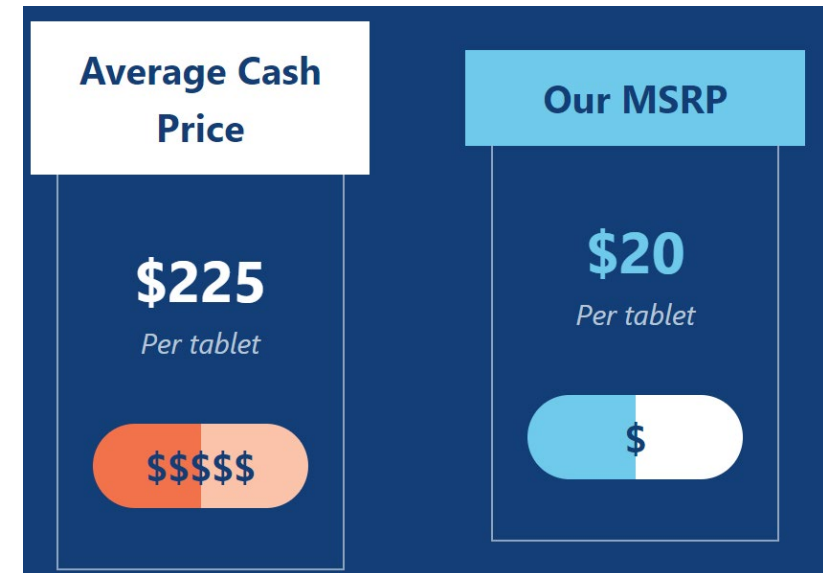 Average Cash
Price
$225
Per tablet
$$$$$
Our MSRP
$20
Per tablet
$